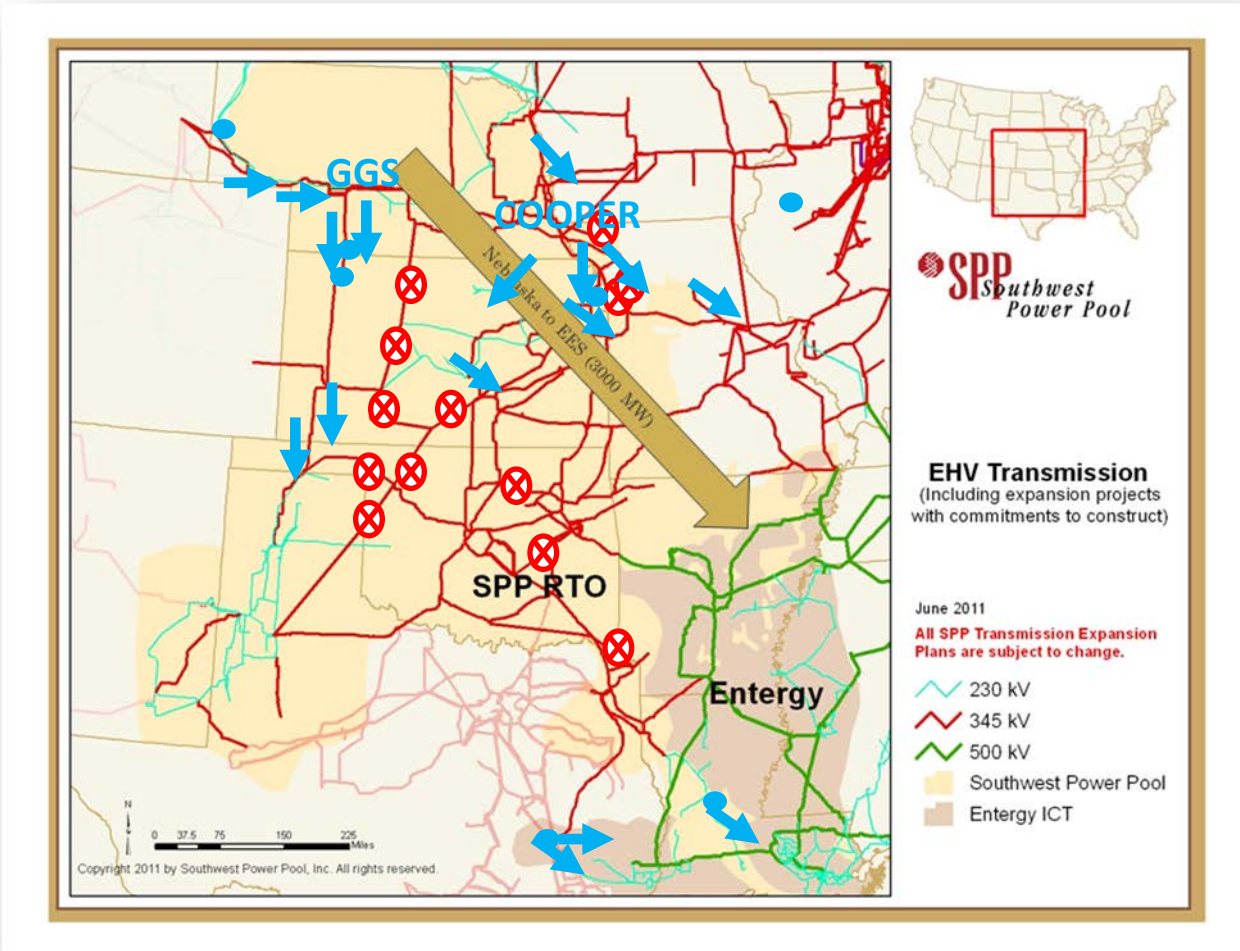 GGS
COOPER
Nebraska to EES (3000 MW)
SPP RTO
Entergy
N
0 37.5 75 150 225
Miles
Copyright 2011 by Southwest Power Pool, Inc. All rights reserved.
SPP
Southwest
Power Pool
EHV Transmission
(Including expansion projects
with commitments to construct)
June 2011
All SPP Transmission Expansion
Plans are subject to change.
230 kV
345 kV
500 kV
Southwest Power Pool
Entergy ICT